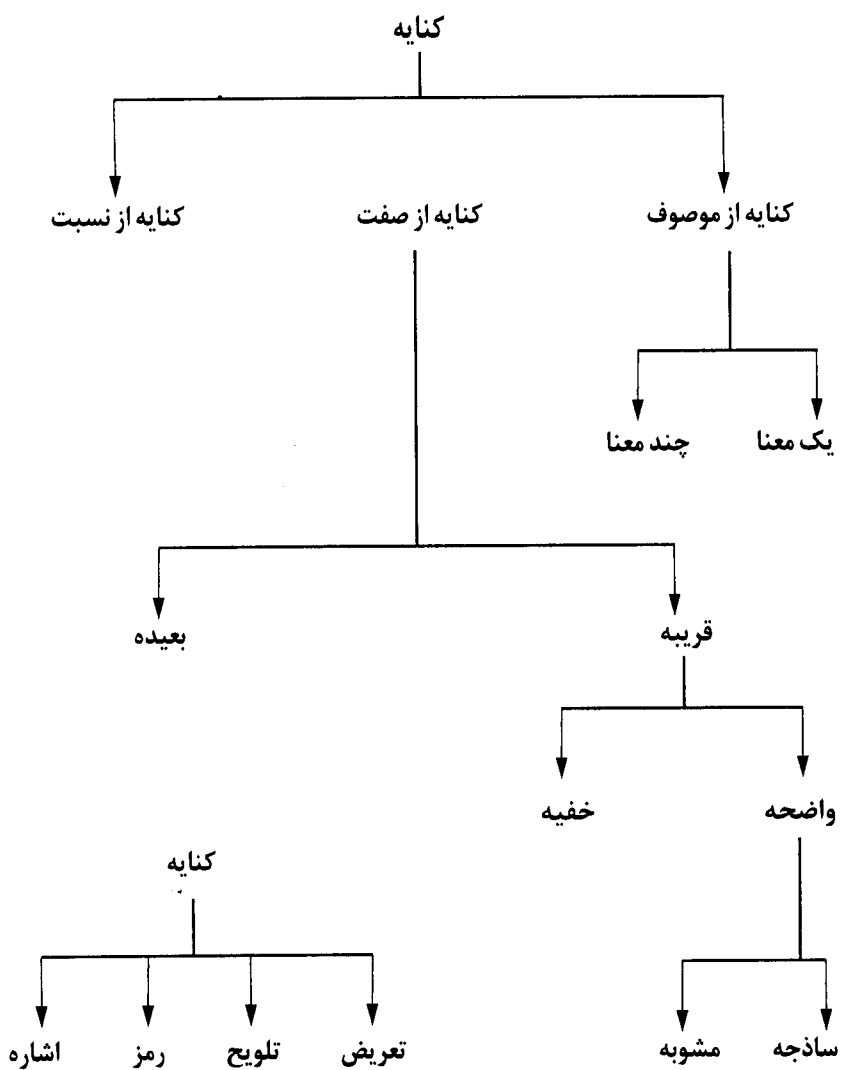 کنایه
کنایه از موصوف
کنایه از صفت
کنایه از نسبت
یک معنا
چند معنا
قریبه
بعیده
واضحه
خفیه
ساذجه
مشوبه
کنایه
تعریض
تلویح
رمز
اشاره